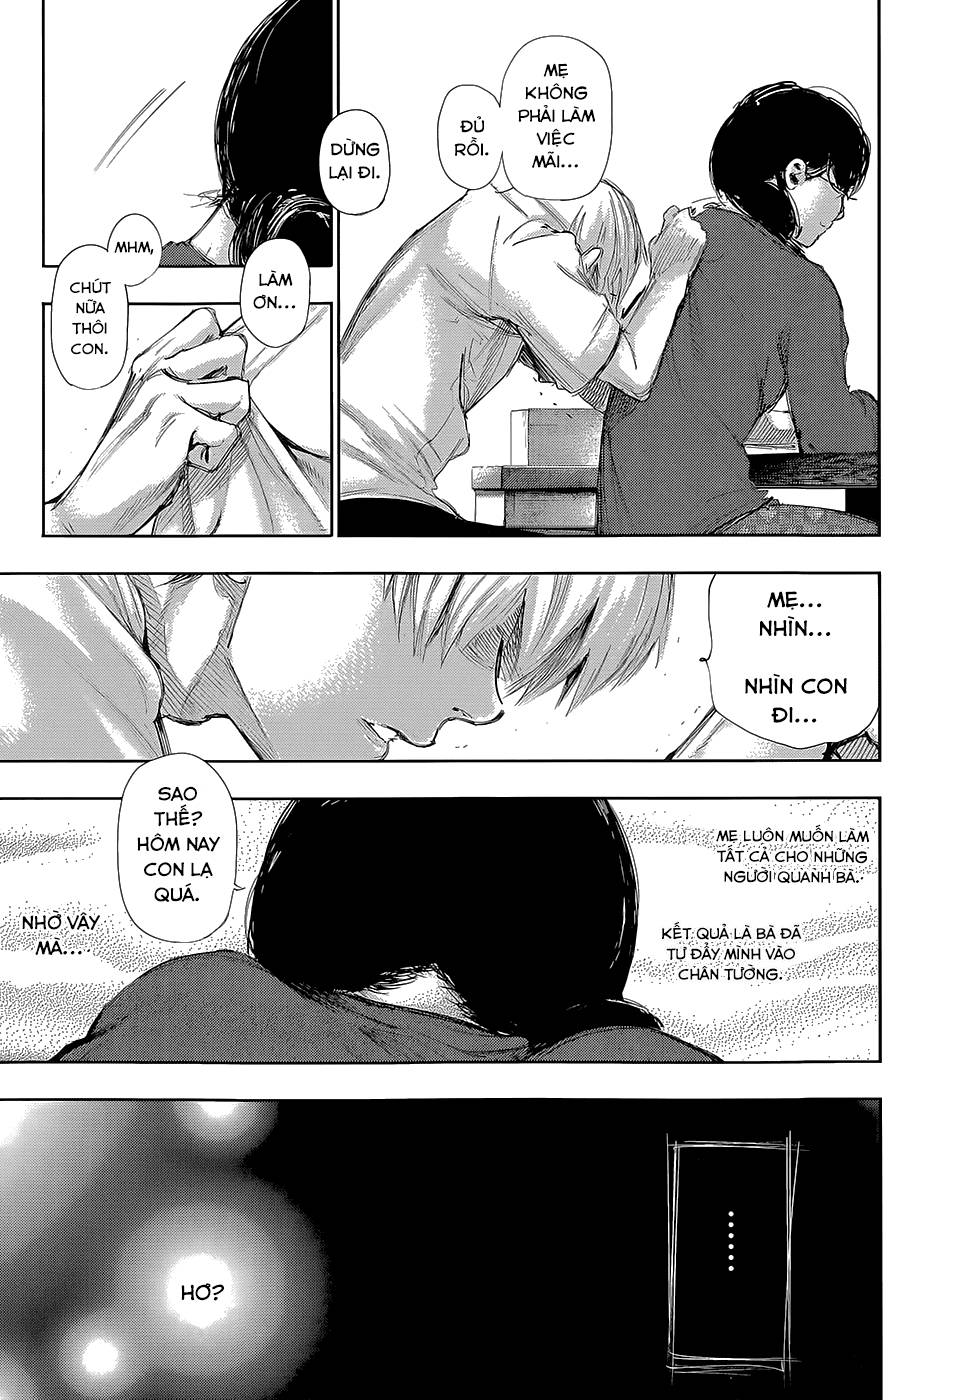 MẸ
KHÔNG
PHẢI LÀM
VIỆC
MÃI...
ĐỦ
RỒI.
DỪNG
LẠI ĐI.
LÀM
ƠN...
MHM,
CHÚT
NỮA
THÔI
CON.
MẸ...
NHÌN...
NHÌN CON
ĐI...
MẸ LUÔN MUỐN LÀM
TẤT CẢ CHO NHỮNG
NGƯỜI QUANH BÀ.
KẾT QUẢ LÀ BÀ ĐÃ
TỰ ĐẨY MÌNH VÀO
CHÂN TƯỜNG.
SAO
THẾ?
HÔM NAY
CON LẠ
QUÁ.
NHỜ VẬY
MÀ...
......
HƠ?